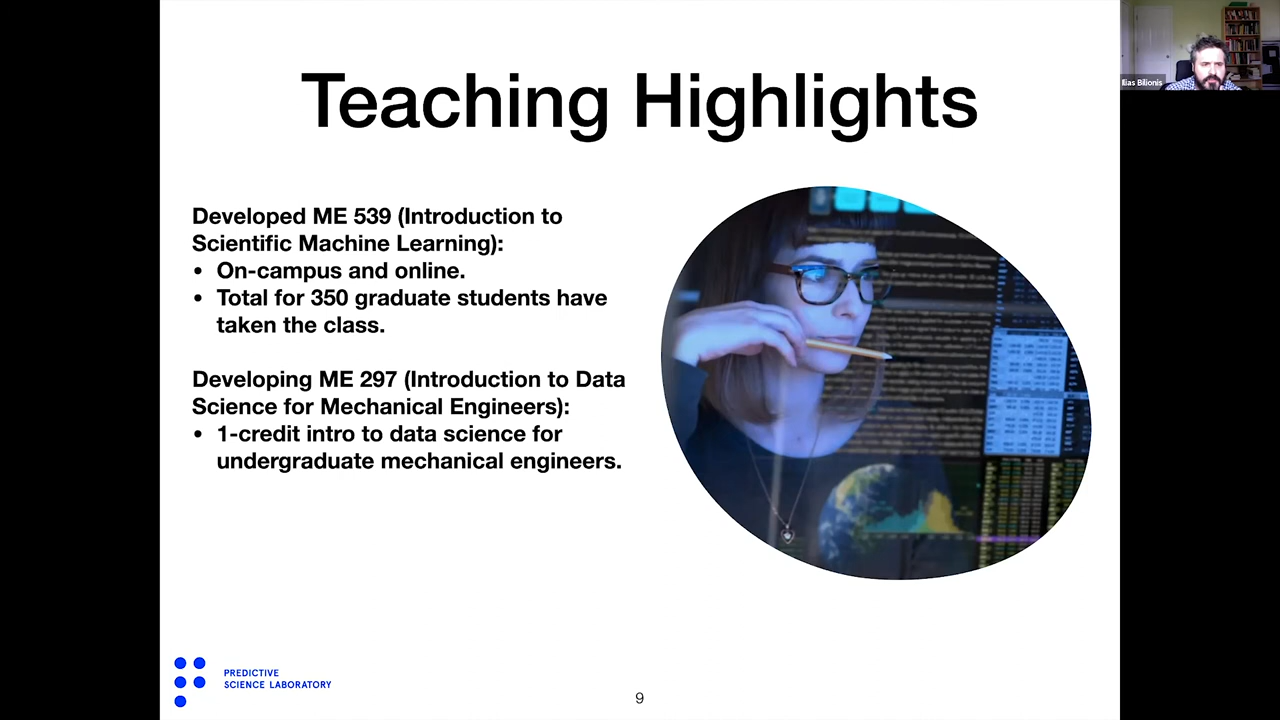 Teaching Highlights
Developed ME 539 (Introduction to
Scientific Machine Learning):
• On-campus and online.
• Total for 350 graduate students have
taken the class.
Developing ME 297 (Introduction to Data
Science for Mechanical Engineers):
• 1-credit intro to data science for
undergraduate mechanical engineers.
PREDICTIVE
SCIENCE LABORATORY
9
Ilias Bilionis